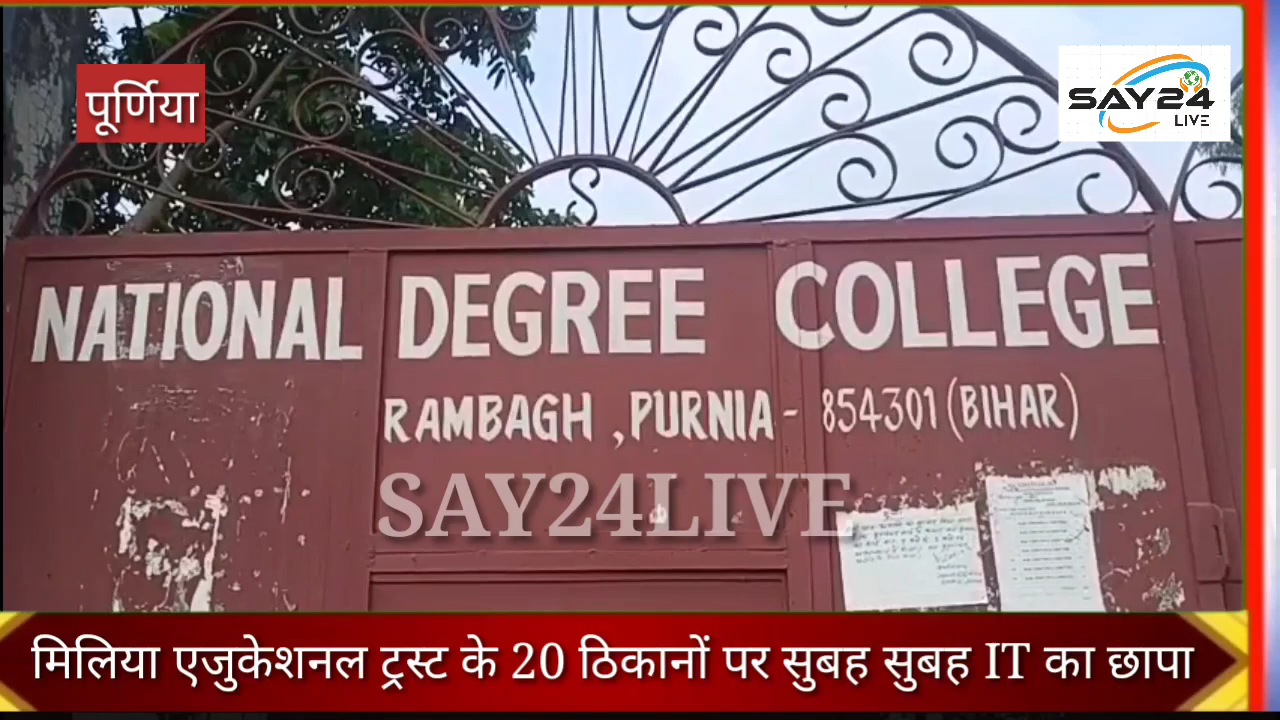 पूर्णिया
SAY24
LIVE
NATIONAL DEGREE COLLEGE
RAMBAGH, PURNIA - 854301 (BIHAR)
SAY24LIVE
मिलिया एजुकेशनल ट्रस्ट के 20 ठिकानों पर सुबह सुबह IT का छापा